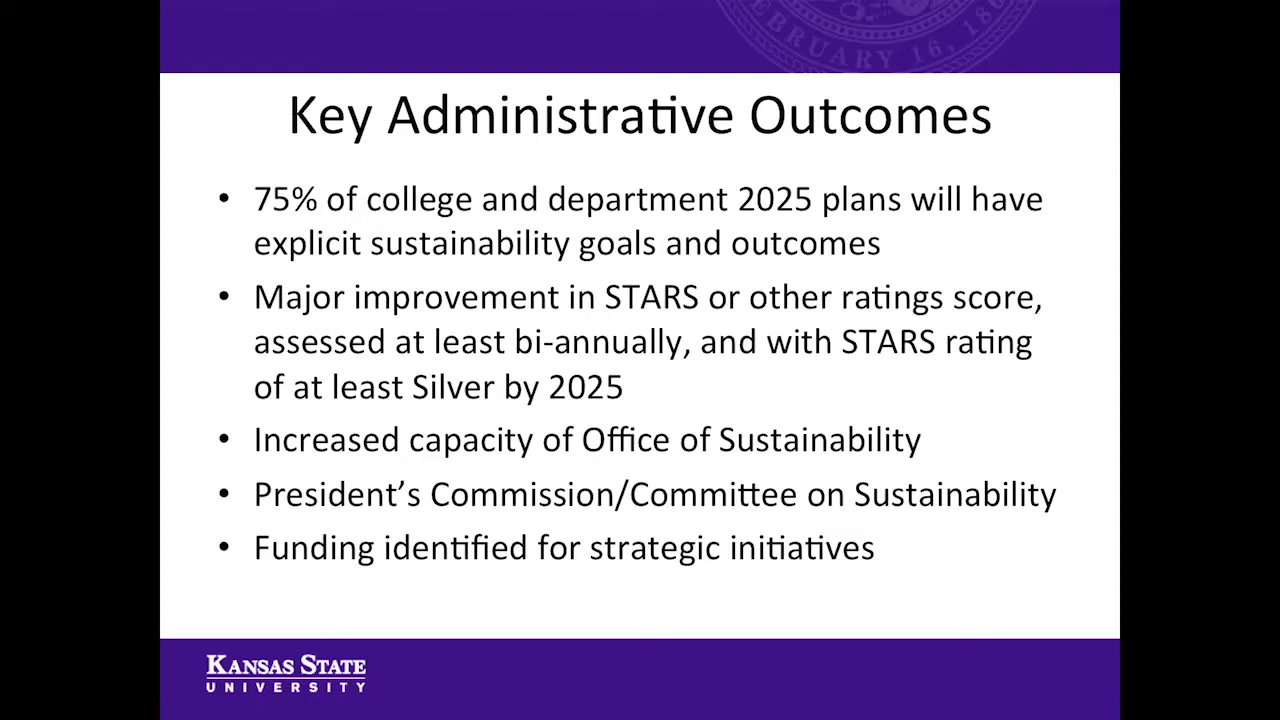 EBRUARY 16, 186
Key Administrative Outcomes
• 75% of college and department 2025 plans will have
explicit sustainability goals and outcomes
• Major improvement in STARS or other ratings score,
assessed at least bi-annually, and with STARS rating
of at least Silver by 2025
• Increased capacity of Office of Sustainability
• President’s Commission/Committee on Sustainability
• Funding identified for strategic initiatives
KANSAS STATE
UNIVERSITY